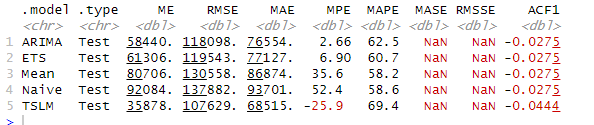 .model .type ME RMSE MAE MPE MAPE MASE RMSSE ACF1
<chr> <chr> <dbl> <dbl> <dbl> <dbl> <dbl> <dbl> <dbl> <dbl>
1 ARIMA Test 58440. 118098. 76554. 2.66 62.5 NaN NaN -0.0275
2 ETS Test 61306. 119543. 77127. 6.90 60.7 NaN NaN -0.0275
3 Mean Test 80706. 130558. 86874. 35.6 58.2 NaN NaN -0.0275
4 Naive Test 92084. 137882. 93701. 52.4 58.6 NaN NaN -0.0275
5 TSLM Test 35878. 107629. 68515. -25.9 69.4 NaN NaN -0.0444
>